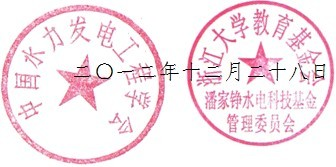 中国水力发电工程学会
二〇一二年十二月二十八日
浙江大学教育基金会
潘家铮水电科技基金
管理委员会